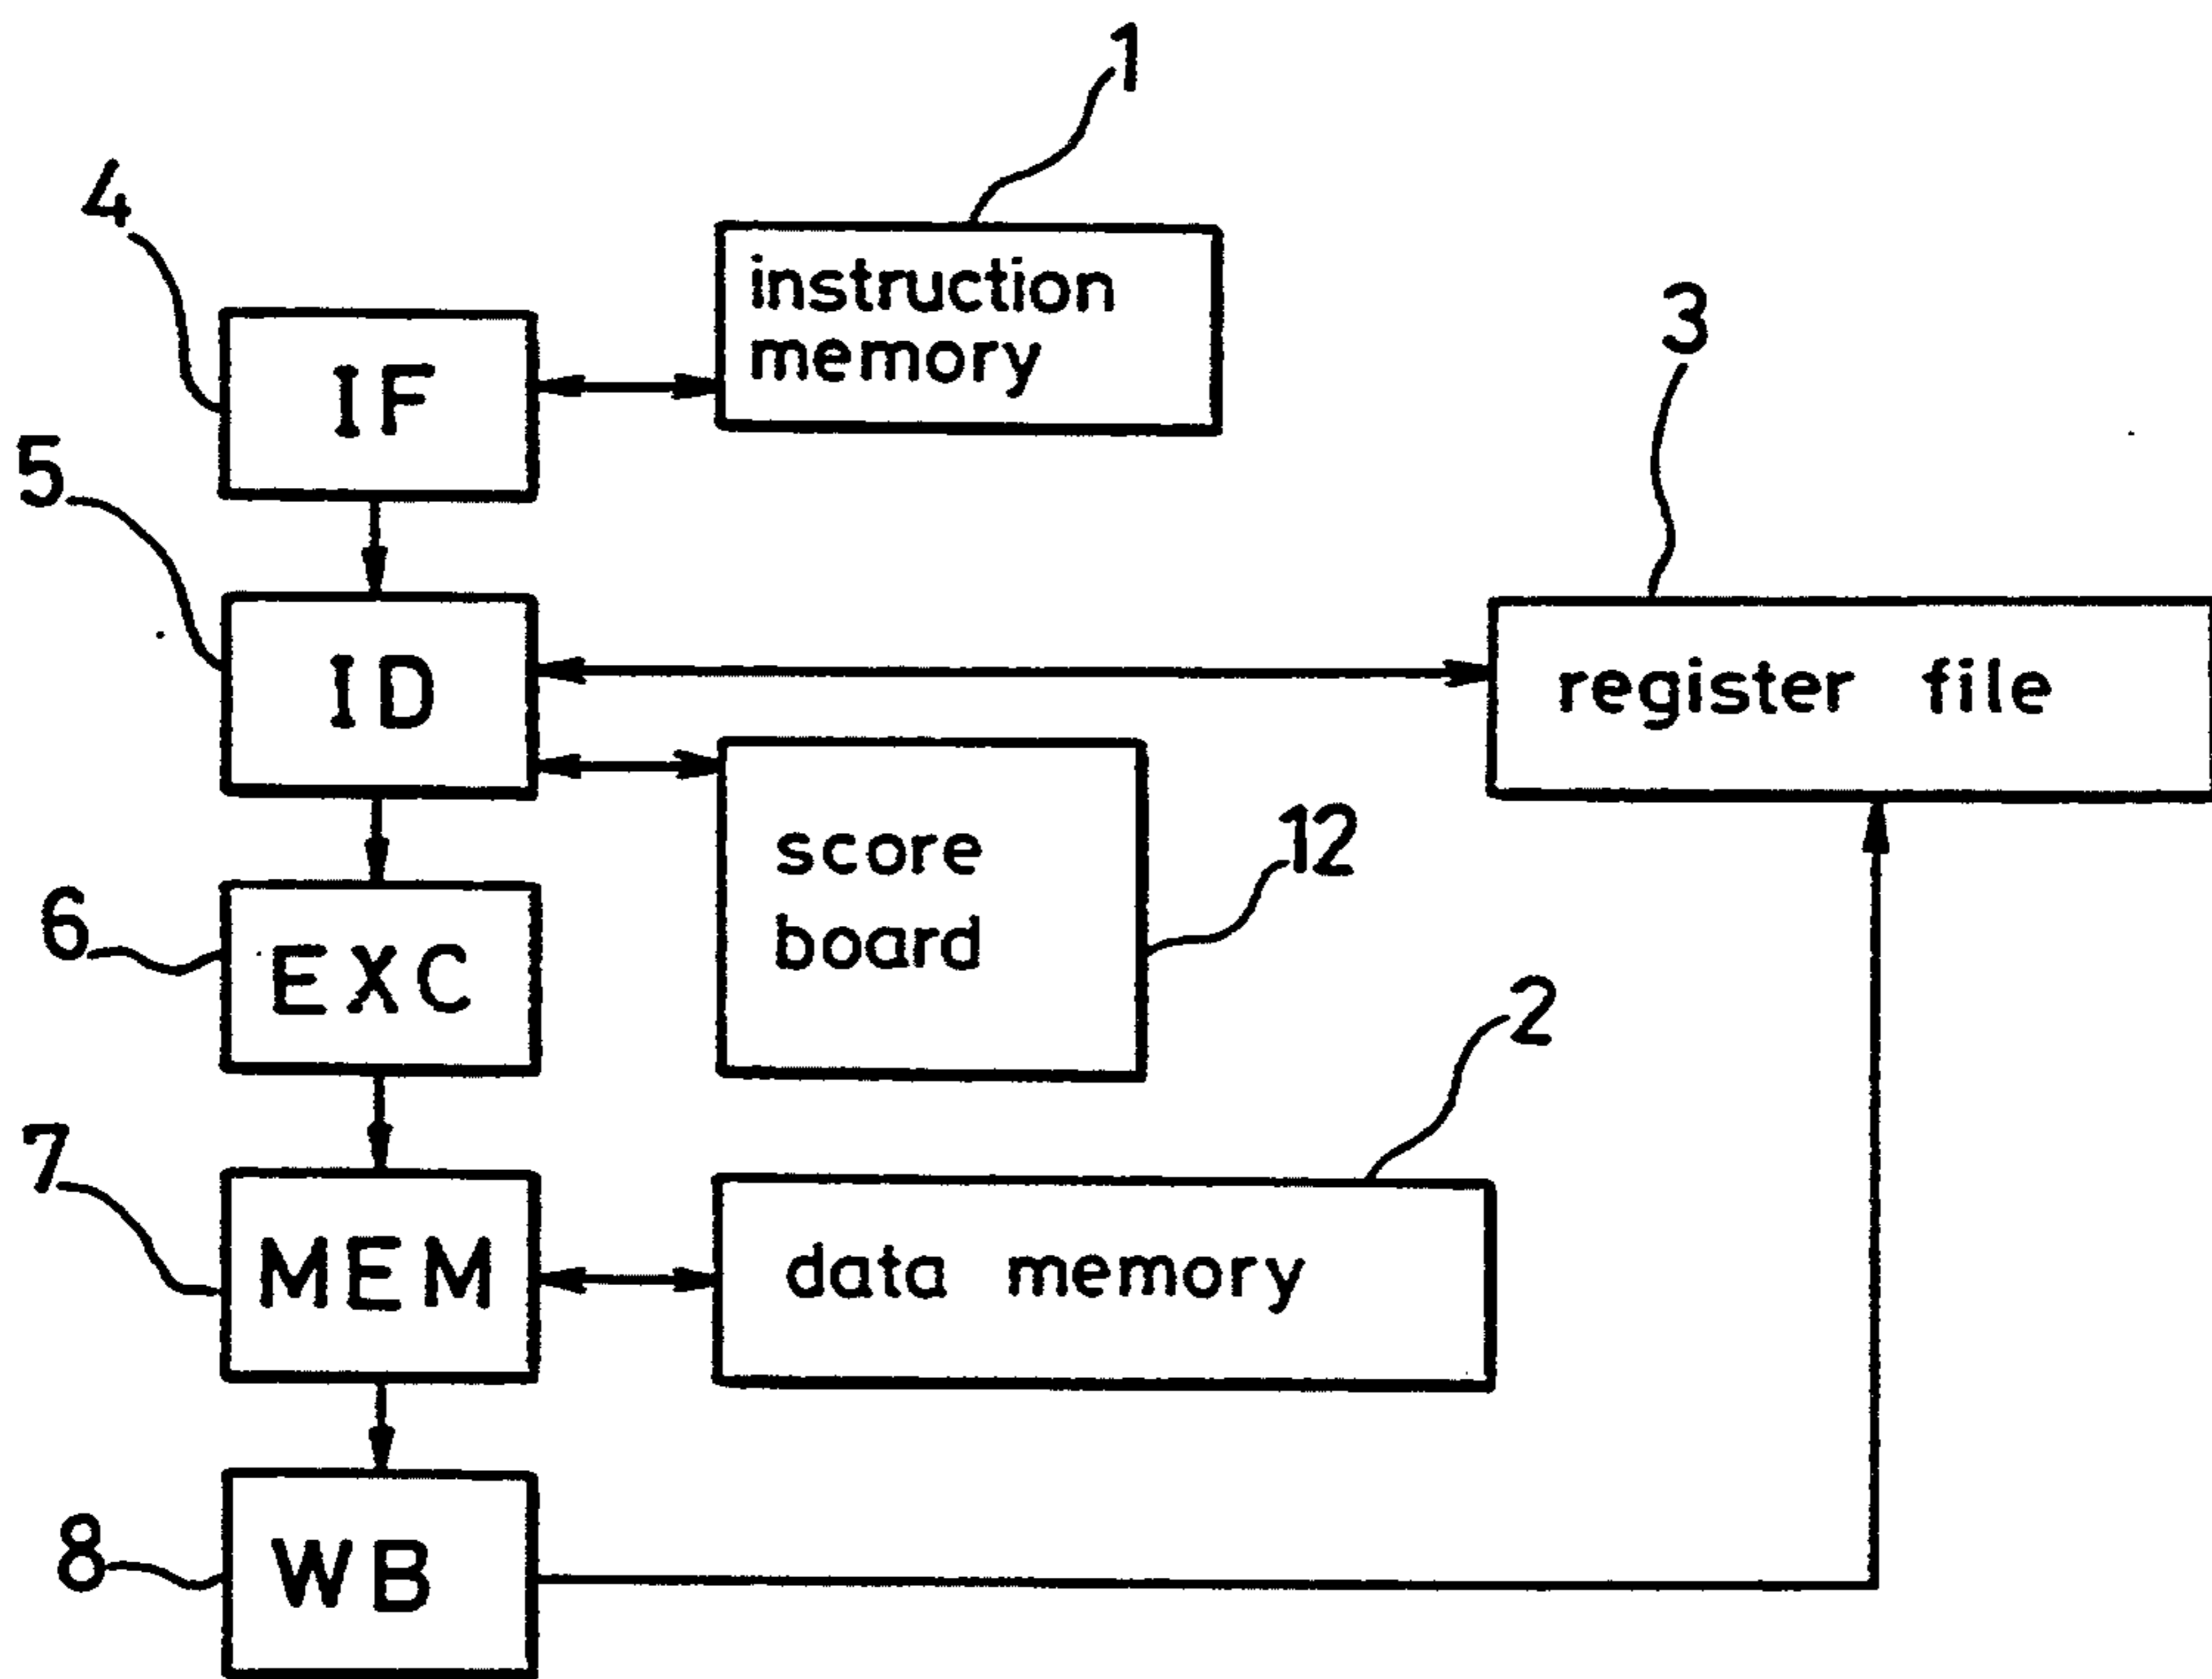 1
4
instruction
memory
3
IF
5
ID
register file
score
board
12
6
EXC
2
7
MEM
data memory
8
WB